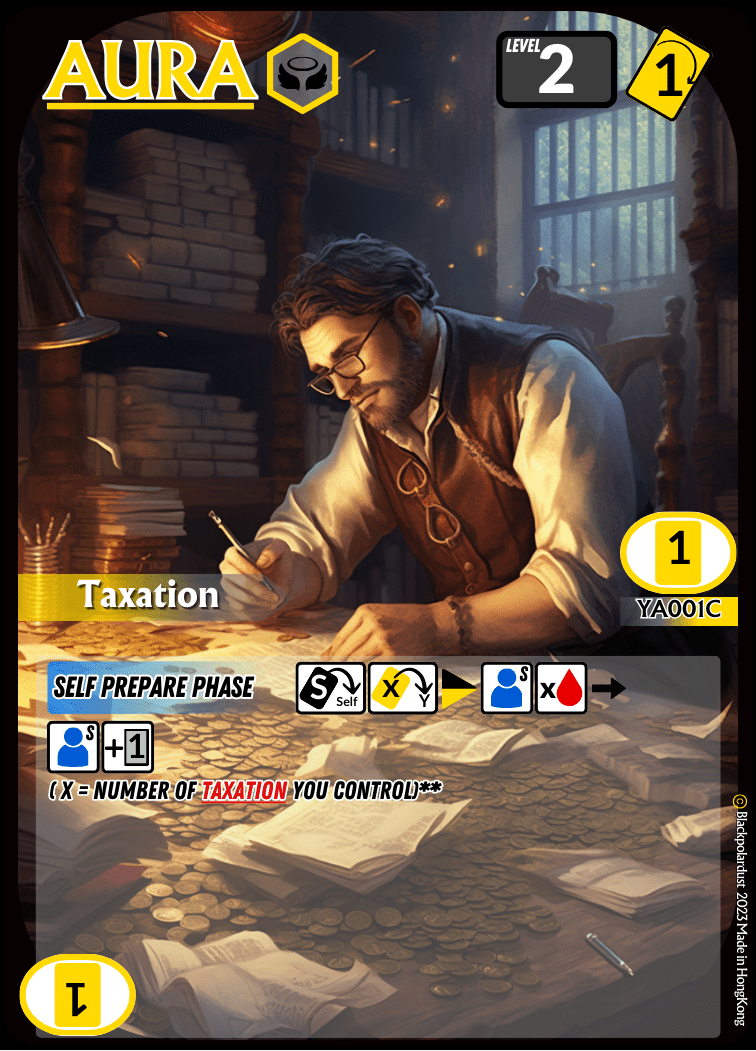 AURA
LEVEL 2
1
Taxation
1
YA001C
SELF PREPARE PHASE S Self X Y S x
S +1
( X = NUMBER OF TAXATION YOU CONTROL)**
© Blackpolardust 2023 Made in HongKong
1